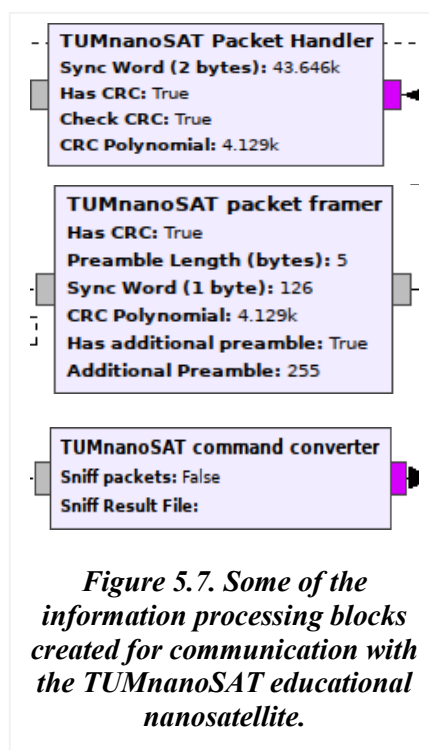 TUMnanoSAT Packet Handler
Sync Word (2 bytes): 43.646k
Has CRC: True
Check CRC: True
CRC Polynomial: 4.129k
TUMnanoSAT packet framer
Has CRC: True
Preamble Length (bytes): 5
Sync Word (1 byte): 126
CRC Polynomial: 4.129k
Has additional preamble: True
Additional Preamble: 255
TUMnanoSAT command converter
Sniff packets: False
Sniff Result File:
Figure 5.7. Some of the
information processing blocks
created for communication with
the TUMnanoSAT educational
nanosatellite.